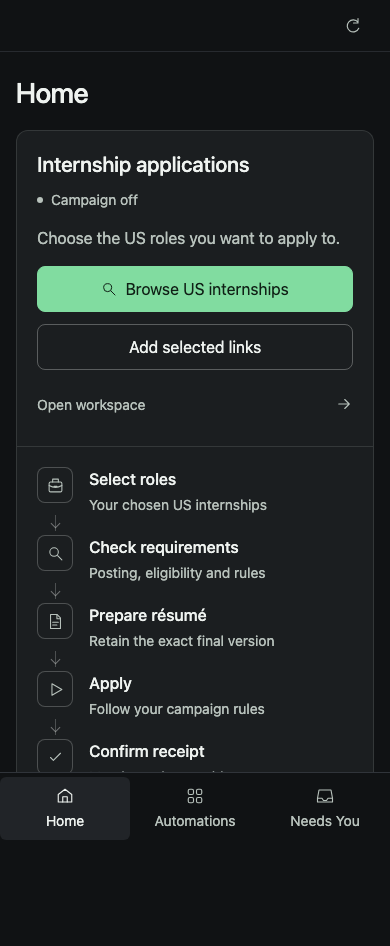 Home
Internship applications
Campaign off
Choose the US roles you want to apply to.
Browse US internships
Add selected links
Open workspace
Select roles
Your chosen US internships
Check requirements
Posting, eligibility and rules
Prepare résumé
Retain the exact final version
Apply
Follow your campaign rules
Confirm receipt
Home
Automations
Needs You